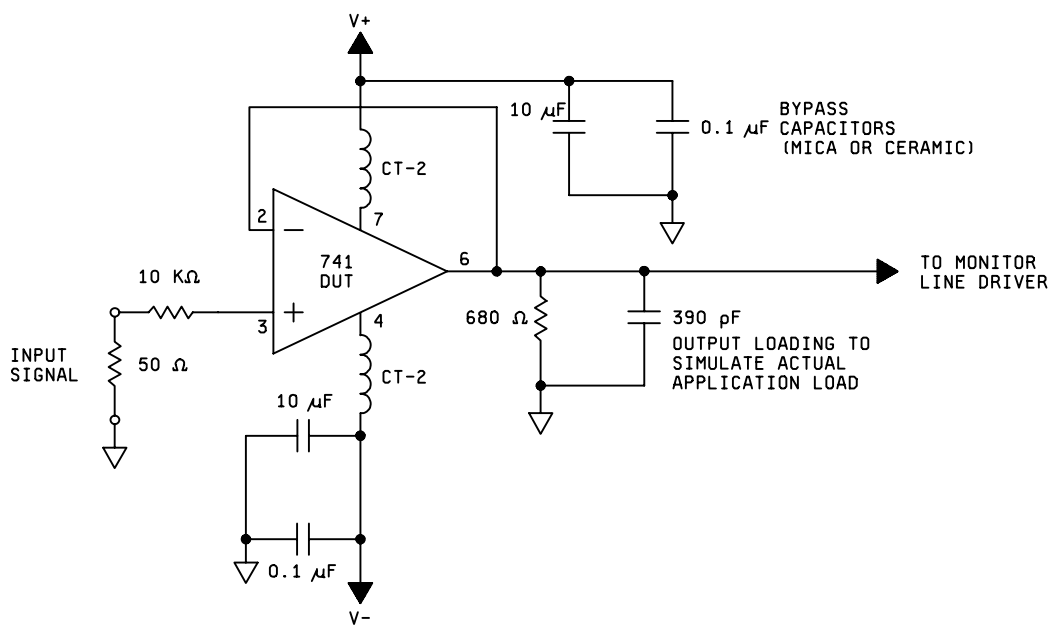 V+
10 µF
0.1 µF
BYPASS
CAPACITORS
(MICA OR CERAMIC)
CT-2
2
7
−
741
DUT
6
10 KΩ
+
3
4
TO MONITOR
LINE DRIVER
680 Ω
390 pF
OUTPUT LOADING TO
SIMULATE ACTUAL
APPLICATION LOAD
INPUT
SIGNAL
50 Ω
CT-2
10 µF
0.1 µF
V-